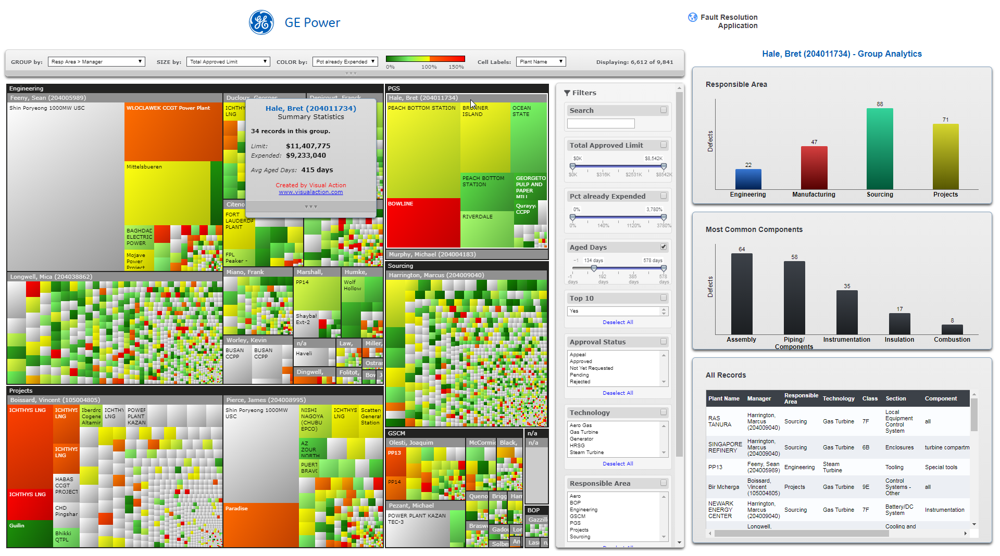 GE Power
Fault Resolution
Application
GROUP by:
Resp Area > Manager
SIZE by:
Total Approved Limit
COLOR by:
Pct already Expended
0%
100%
150%
Cell Labels:
Plant Name
Displaying: 6,612 of 9,841
Engineering
Feeny, Sean (204005989)
Shin Poryeong 1000MW USC
WLOCLAWEK CCGT Power Plant
Mittelsbueren
BAGHDAD
ELECTRIC
POWER
Mojave
Power
Project
Ducloux, Georges
Denicourt, Franck
ICHTHYS
LNG
Hale, Bret (204011734)
Summary Statistics
34 records in this group.
Limit: $11,407,775
Expended: $9,233,040
Avg Aged Days: 415 days
Created by Visual Action
www.visualaction.com
Citeno
FORT
LAUDERDA
PLANT
FPL
Peaker -
Longwell, Mica (204038862)
Miano, Frank
Marshall,
PP14
Shaybah
Ext-2
Humke,
Wolf
Hollow
Worley, Kevin
BUSAN
CCPP
BUSAN
CCPP
n/a
Haveli
Dingwell,
Law,
Folitot,
Miller,
Ostra
Bow
PGS
Hale, Bret (204011734)
PEACH BOTTOM STATION
BRUNNER
ISLAND
OCEAN
STATE
PEACH BOTTOM
STATION
GEORGETO
PULP AND
PAPER
MILL
BOWLINE
RIVERDALE
Qurayya
CCPP
Murphy, Michael (204004183)
Sourcing
Harrington, Marcus (204009040)
Projects
Boissard, Vincent (105004805)
ICHTHYS LNG
ICHTHYS
LNG
Iberdro
Cogene
Altamir
ICHTHY
LNG
POWER
PLANT
KAZAN
ICHTHYS
LNG
HABAS
CCGT
PROJECT
ICHTHYS LNG
CHD
Pingshan
Guilin
Bhikki
QTPL
Pierce, James (204008995)
Shin Poryeong 1000MW
USC
NISHI
NAGOYA
(CHUBU
EPCO)
ICHTHYS
LNG
Scatter
Generat
Station
AZ
ZOUR
NORTH
PUERT
BRAVO
Paradise
GSCM
Olesti, Joaquim
PP13
PP14
McCormic
Black,
Pezant, Michael
POWER PLANT KAZAN
TEC-3
Queno
Brigg
Ham
Brasw
Gadou
Lor
Solbe
An
n/a
n/a
BOP
Gazzill
Las
n
Filters
Search
Total Approved Limit
$0K
$8,542K
$0K
$316K
$2531K
$8542K
Pct already Expended
0%
3,780%
0%
140%
1120%
3780%
Aged Days
-1
134 days
578 days
-1
days
192
days
385
days
578
days
Top 10
Yes
Deselect All
Approval Status
Appeal
Approved
Not Yet Requested
Pending
Rejected
Deselect All
Technology
Aero Gas
Gas Turbine
Generator
HRSG
Steam Turbine
Deselect All
Responsible Area
Aero
BOP
Engineering
GSCM
PGS
Projects
Sourcing
Deselect All
Hale, Bret (204011734) - Group Analytics
Responsible Area
Defects
22
47
88
71
Engineering
Manufacturing
Sourcing
Projects
Most Common Components
Defects
64
58
35
17
8
Assembly
Piping/
Components
Instrumentation
Insulation
Combustion
All Records
Plant Name
Manager
Responsible
Area
Technology
Class
Section
Component
RAS
TANURA
Harrington,
Marcus
(204009040)
Sourcing
Gas Turbine
7F
Local
Equipment
Control
System
all
SINGAPORE
REFINERY
Harrington,
Marcus
(204009040)
Sourcing
Gas Turbine
6B
Enclosures
turbine compartm
PP13
Feeny, Sean
(204005989)
Engineering
Steam
Turbine
Tooling
Special tools
Bir Mcherga
Boissard,
Vincent
(105004805)
Projects
Gas Turbine
9E
Control
Systems -
Other
all
NEWARK
ENERGY
CENTER
Harrington,
Marcus
(204009040)
Sourcing
Gas Turbine
7F
Battery/DC
System
Instrumentation
Longwell,
Cooling and